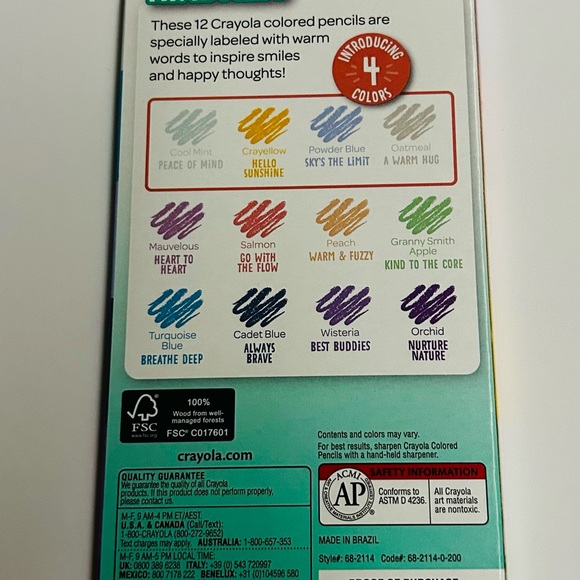 These 12 Crayola colored pencils are
specially labeled with warm
words to inspire smiles
and happy thoughts!
INTRODUCING
4
COLORS
Cool Mint
PEACE OF MIND
Crayellow
HELLO
SUNSHINE
Powder Blue
SKY'S THE LIMIT
Oatmeal
A WARM HUG
Mauvelous
HEART TO
HEART
Salmon
GO WITH
THE FLOW
Peach
WARM & FUZZY
Granny Smith
Apple
KIND TO THE CORE
Turquoise
Blue
BREATHE DEEP
Cadet Blue
ALWAYS
BRAVE
Wisteria
BEST BUDDIES
Orchid
NURTURE
NATURE
FSC
www.fsc.org
100%
Wood from well-
managed forests
FSC® C017601
crayola.com
QUALITY GUARANTEE
We guarantee the quality of all Crayola
products. If this product does not perform properly,
please contact us.
M-F, 9 AM-4 PM ET/AEST.
U.S.A. & CANADA (Call/Text):
1-800-CRAYOLA (800-272-9652)
Text charges may apply. AUSTRALIA: 1-800-657-353
M-F, 9 AM-5 PM LOCAL TIME:
UK: 0800 389 6238 ITALY: +39 (0) 543 720997
MEXICO: 800 7178 222 BENELUX: +31 (0)104596 580
Contents and colors may vary.
For best results, sharpen Crayola Colored
Pencils with a hand-held sharpener.
SAFETY INFORMATION
ACMI
AP
Conforms to
ASTM D 4236.
All Crayola
art materials
are nontoxic.
MADE IN BRAZIL
Style#: 68-2114 Code#: 68-2114-0-200
PROOF OF PURCHASE